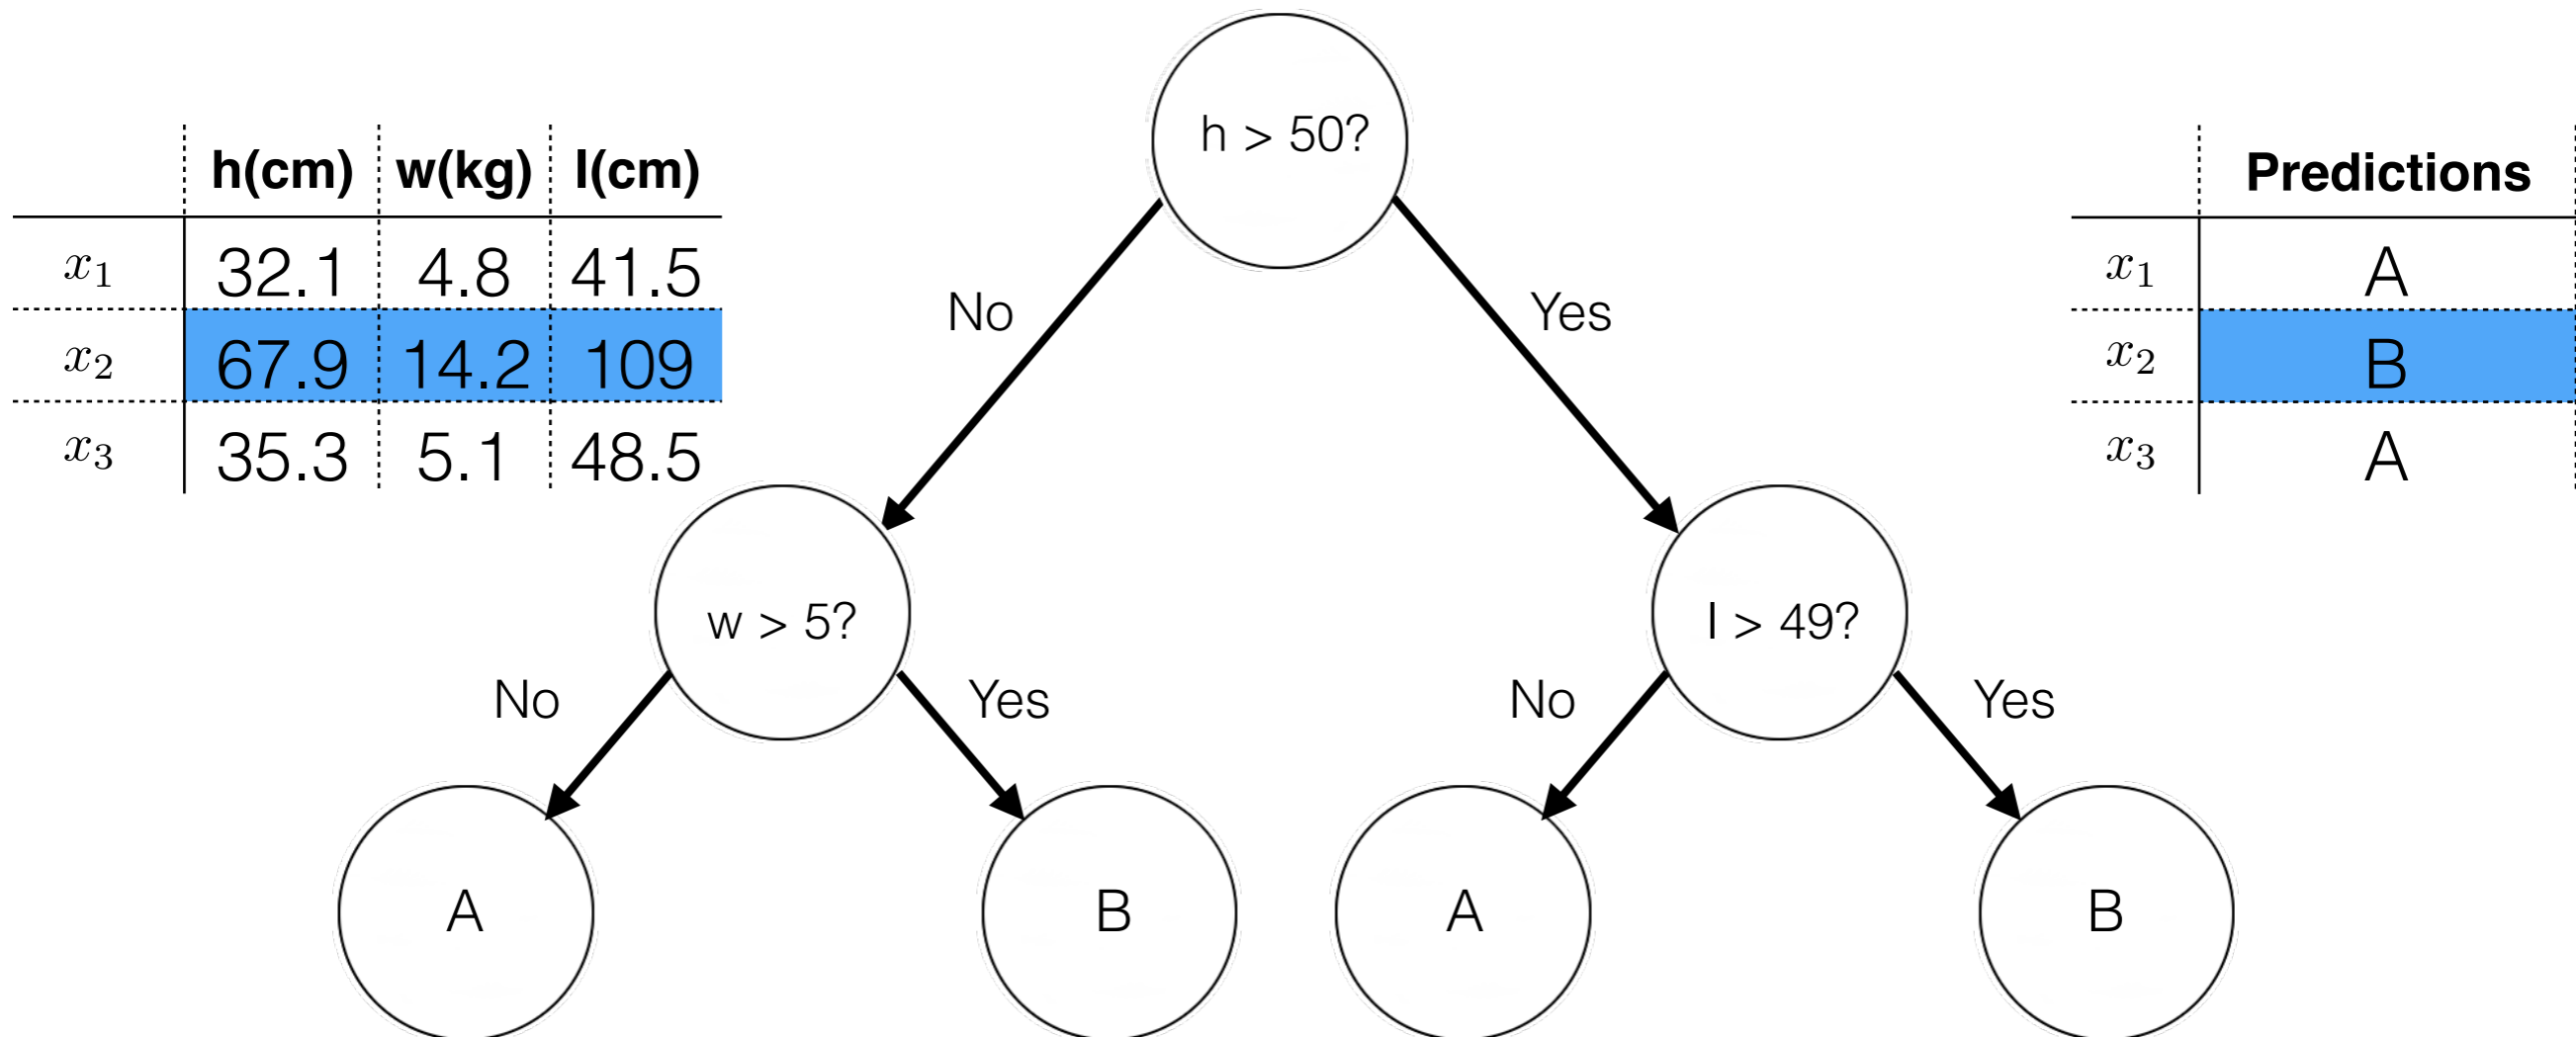 h(cm) w(kg) l(cm)
x1 32.1 4.8 41.5
x2 67.9 14.2 109
x3 35.3 5.1 48.5
h > 50?
No
Yes
w > 5?
No
Yes
l > 49?
No
Yes
A
B
A
B
Predictions
x1 A
x2 B
x3 A